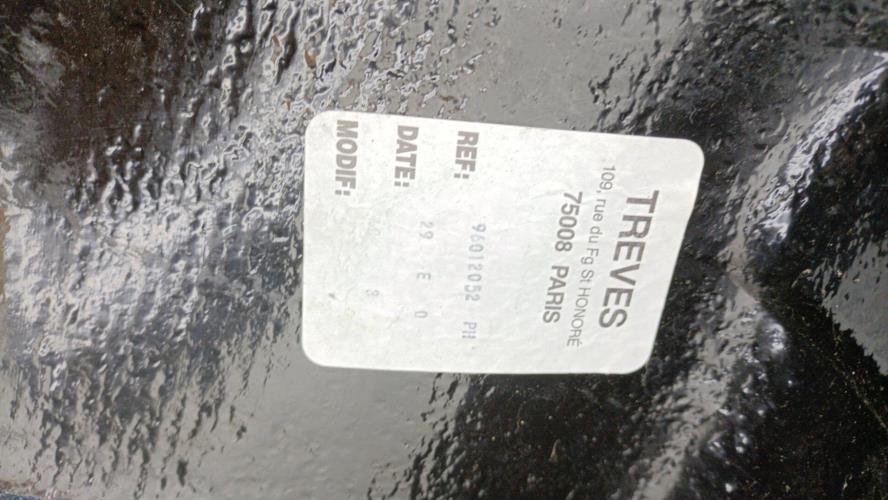 TREVES
109, rue du Fg St HONORÉ
75008 PARIS
REF: 96012052 PH
DATE: 29 E 0
MODIF: